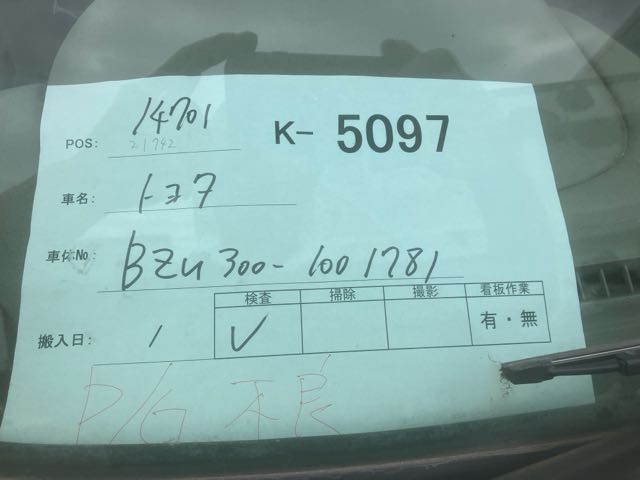 14701
K- 5097
POS: 21742
車名: トヨタ
車体No: BZU300-1001781
検査 掃除 撮影 看板作業
搬入日: 1 ✓ 有・無
P/G 不良